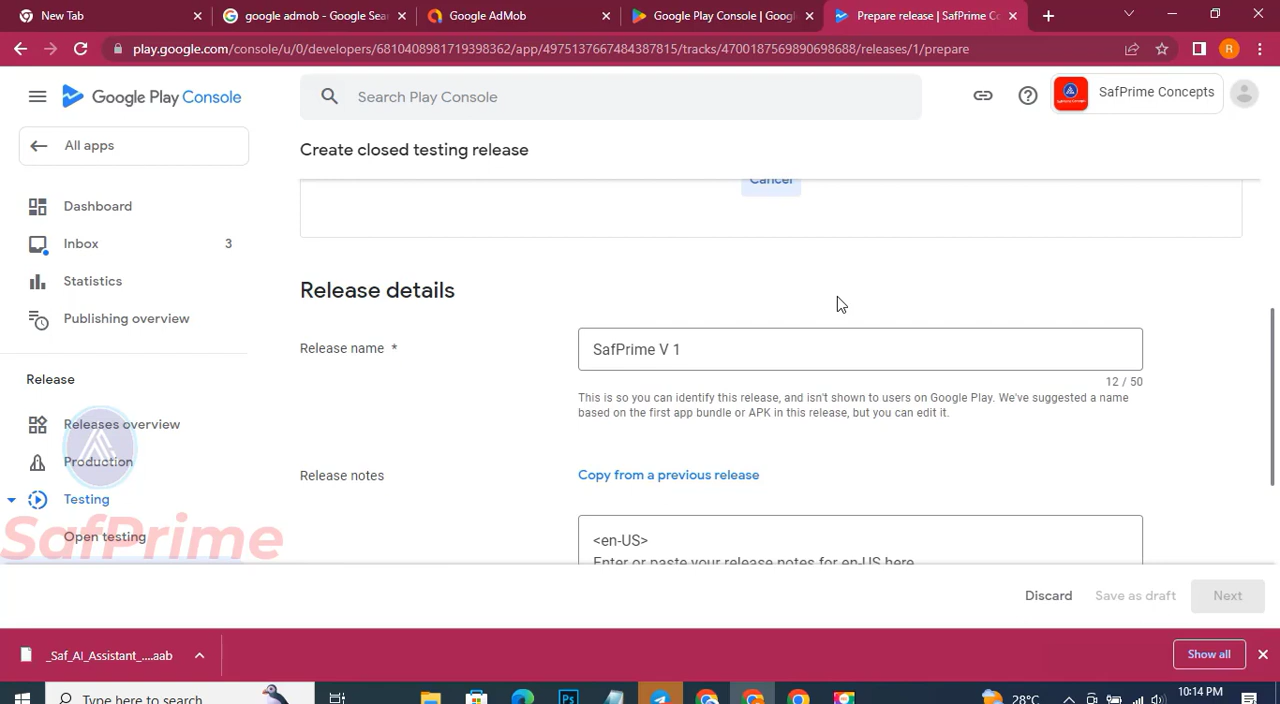 New Tab
google admob - Google Sea
Google AdMob
Google Play Console | Googl
Prepare release | SafPrime Co
play.google.com/console/u/0/developers/6810408981719398362/app/4975137667484387815/tracks/4700187569890698688/releases/1/prepare
R
Google Play Console
Search Play Console
SafPrime Concepts
All apps
Create closed testing release
Cancel
Dashboard
Inbox 3
Statistics
Publishing overview
Release
Releases overview
Production
Testing
Open testing
SafPrime
Release details
Release name *
SafPrime V 1
12 / 50
This is so you can identify this release, and isn't shown to users on Google Play. We've suggested a name
based on the first app bundle or APK in this release, but you can edit it.
Release notes
Copy from a previous release
<en-US>
Enter or paste your release notes for en-US here
Discard
Save as draft
Next
_Saf_AI_Assistant_....aab
Show all
Type here to search
28°C
10:14 PM